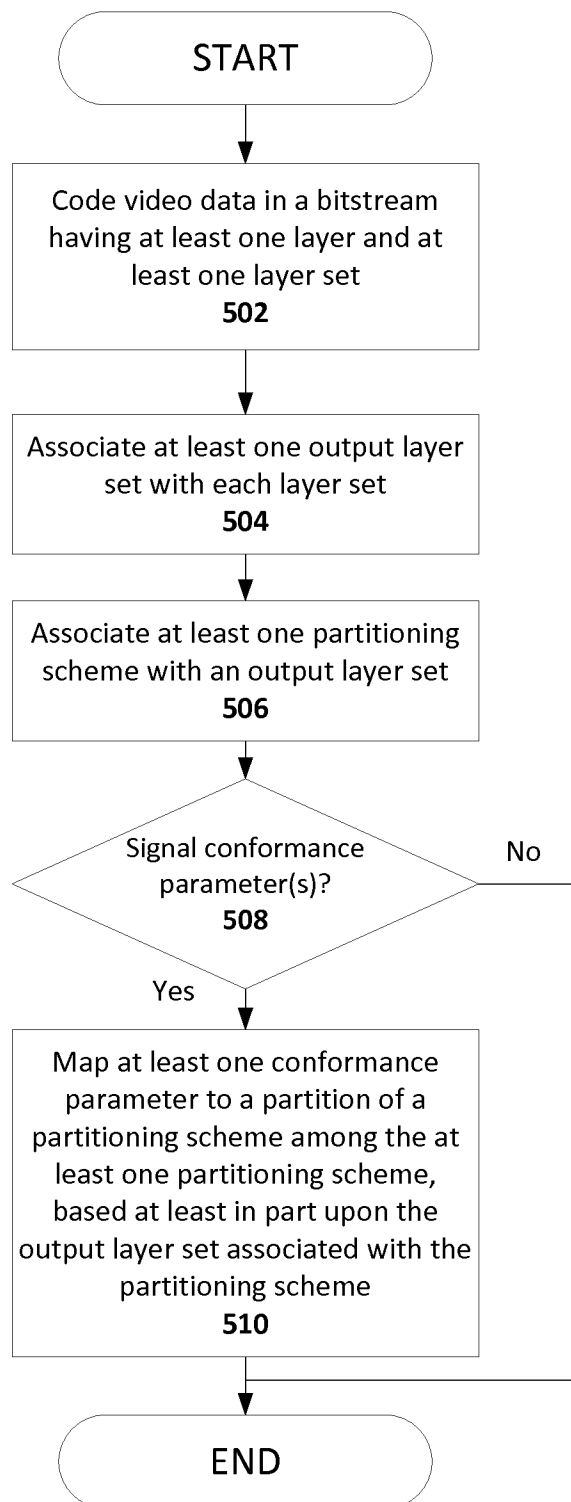 START
Code video data in a bitstream
having at least one layer and at
least one layer set
502
Associate at least one output layer
set with each layer set
504
Associate at least one partitioning
scheme with an output layer set
506
Signal conformance
parameter(s)?
508
No
Yes
Map at least one conformance
parameter to a partition of a
partitioning scheme among the at
least one partitioning scheme,
based at least in part upon the
output layer set associated with the
partitioning scheme
510
END